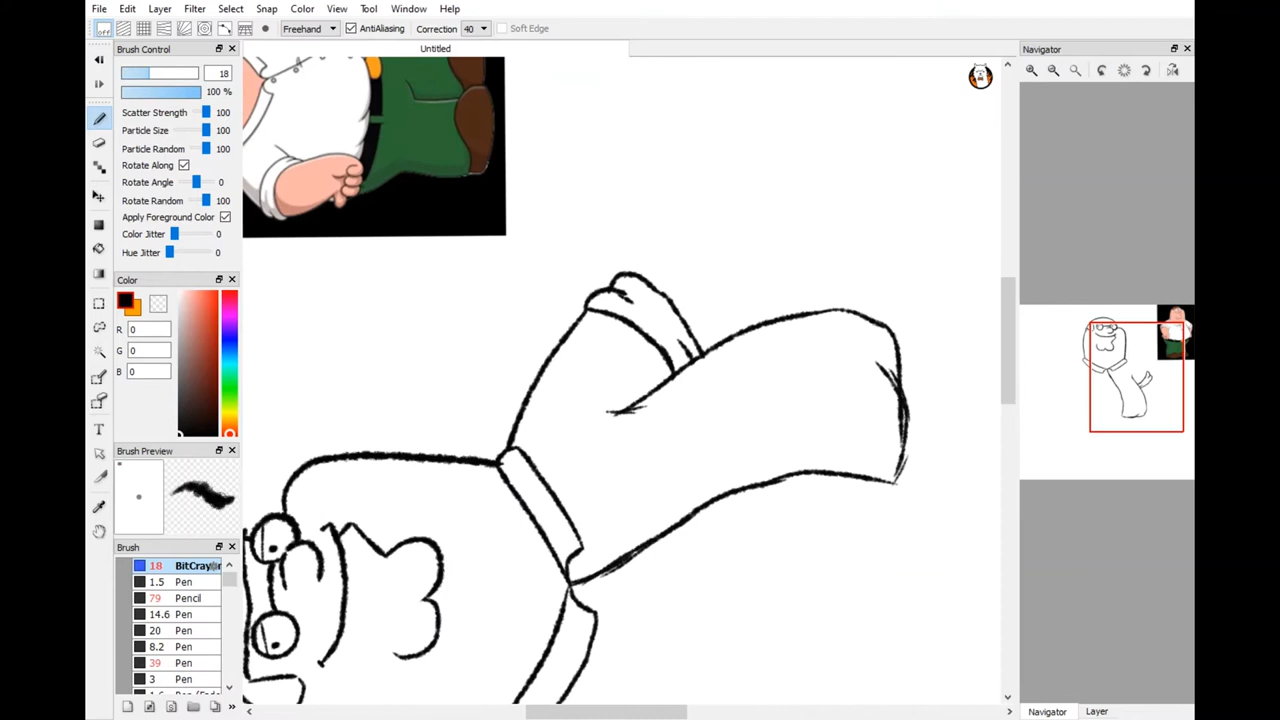 File Edit Layer Filter Select Snap Color View Tool Window Help
off Freehand AntiAliasing Correction 40 Soft Edge
Brush Control Untitled Navigator
18
100 %
Scatter Strength 100
Particle Size 100
Particle Random 100
Rotate Along
Rotate Angle 0
Rotate Random 100
Apply Foreground Color
Color Jitter 0
Hue Jitter 0
Color
R 0
G 0
B 0
Brush Preview
Brush
18
1.5 Pen
79 Pencil
14.6 Pen
20 Pen
8.2 Pen
39 Pen
3 Pen
Navigator Layer